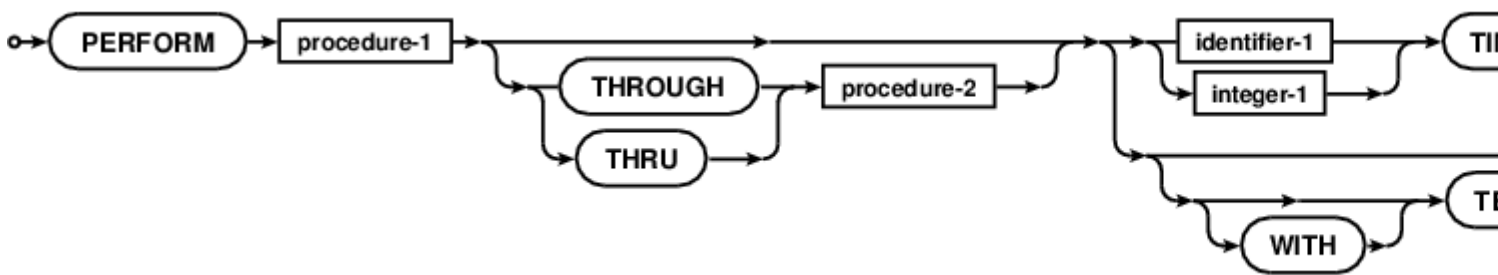 PERFORM procedure-1 identifier-1
THROUGH procedure-2 integer-1
THRU
WITH